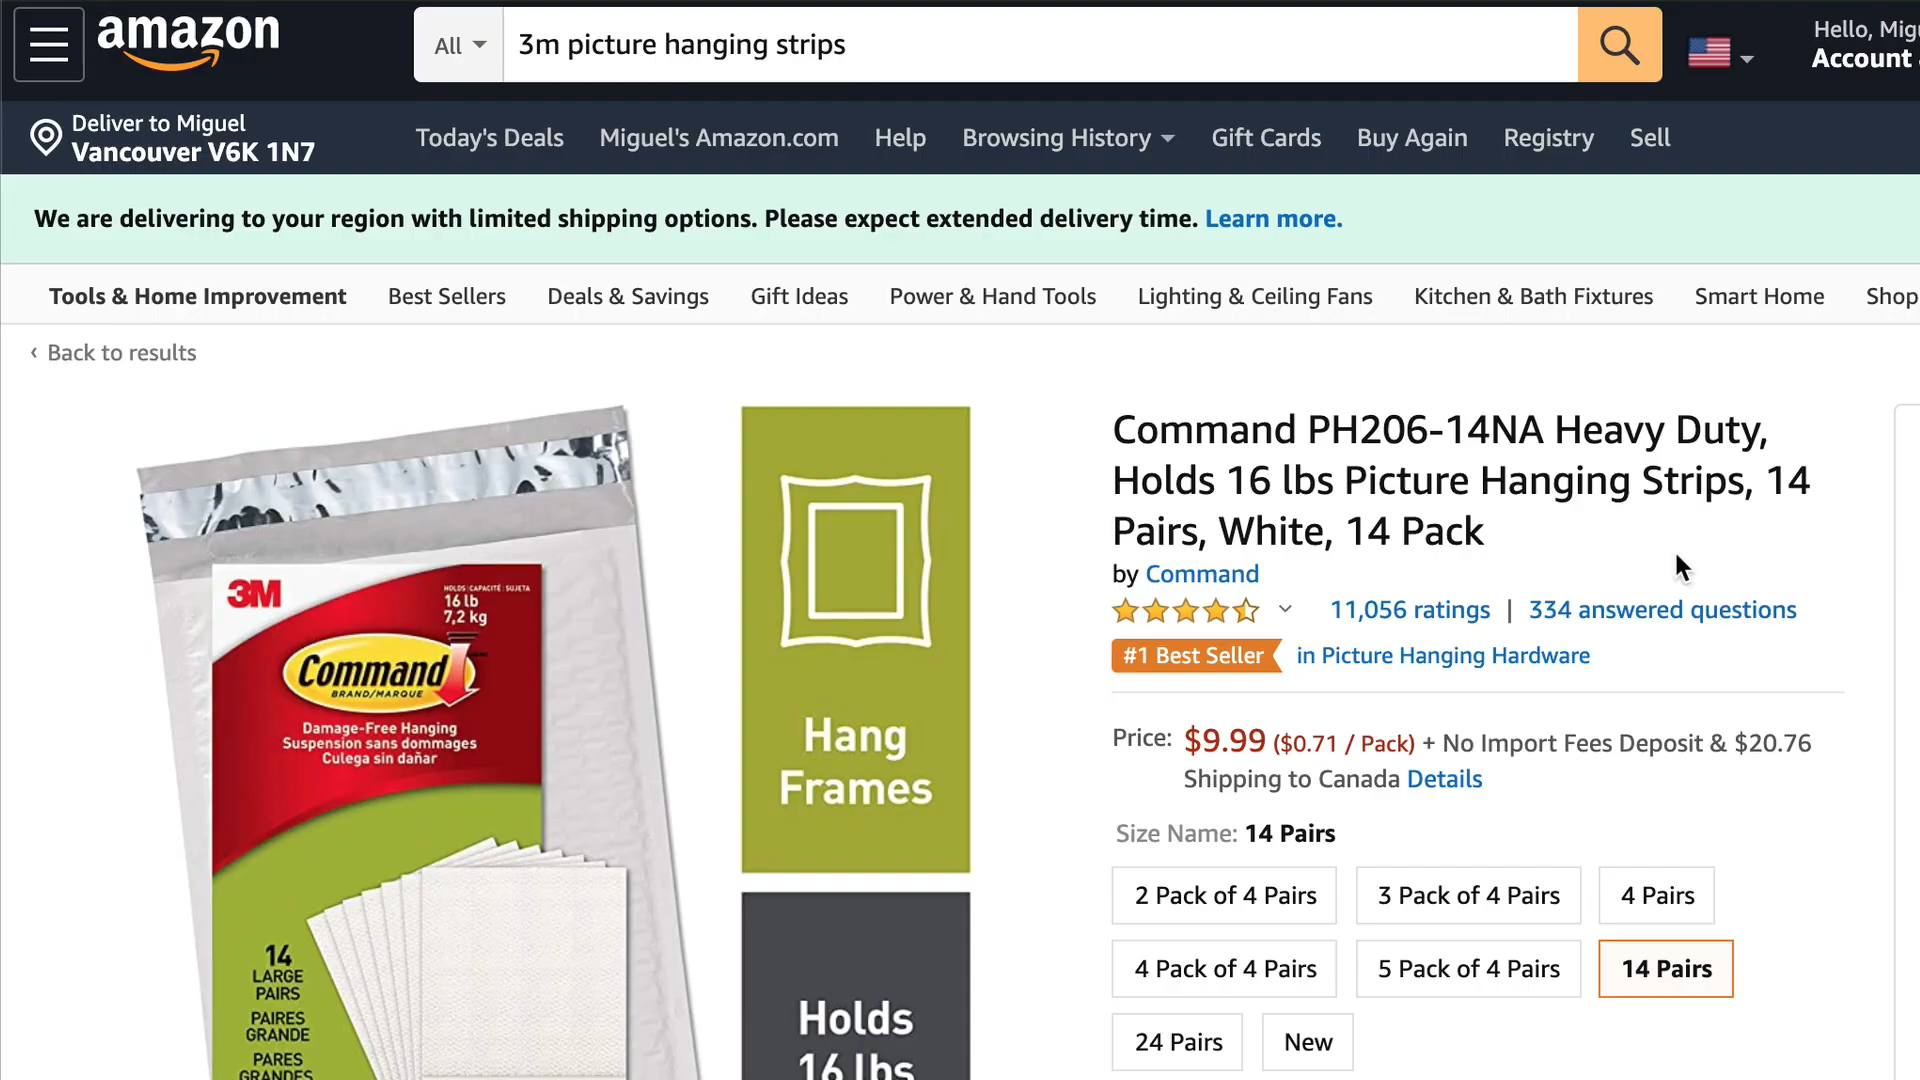 amazon
All
3m picture hanging strips
Hello, Mig
Account
Deliver to Miguel
Vancouver V6K 1N7
Today's Deals
Miguel's Amazon.com
Help
Browsing History
Gift Cards
Buy Again
Registry
Sell
We are delivering to your region with limited shipping options. Please expect extended delivery time. Learn more.
Tools & Home Improvement
Best Sellers
Deals & Savings
Gift Ideas
Power & Hand Tools
Lighting & Ceiling Fans
Kitchen & Bath Fixtures
Smart Home
Shop
‹ Back to results
3M
HOLDS | CAPACITÉ | SUJETA
16 lb
7,2 kg
Command
BRAND/MARQUE
Damage-Free Hanging
Suspension sans dommages
Culega sin dañar
14
LARGE
PAIRS
PAIRES
GRANDE
PARES
GRANDES
Hang
Frames
Holds
16 lbs
Command PH206-14NA Heavy Duty,
Holds 16 lbs Picture Hanging Strips, 14
Pairs, White, 14 Pack
by Command
11,056 ratings | 334 answered questions
#1 Best Seller in Picture Hanging Hardware
Price: $9.99 ($0.71 / Pack) + No Import Fees Deposit & $20.76
Shipping to Canada Details
Size Name: 14 Pairs
2 Pack of 4 Pairs
3 Pack of 4 Pairs
4 Pairs
4 Pack of 4 Pairs
5 Pack of 4 Pairs
14 Pairs
24 Pairs
New